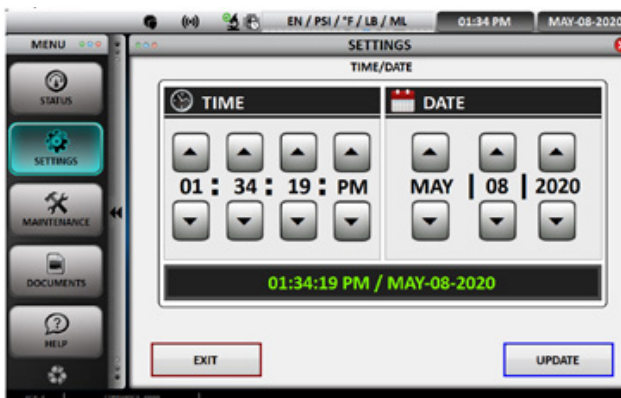 EN / PSI / °F / LB / ML
01:34 PM
MAY-08-2020
MENU
SETTINGS
TIME/DATE
STATUS
SETTINGS
MAINTENANCE
DOCUMENTS
HELP
TIME
DATE
01 : 34 : 19 : PM
MAY | 08 | 2020
01:34:19 PM / MAY-08-2020
EXIT
UPDATE